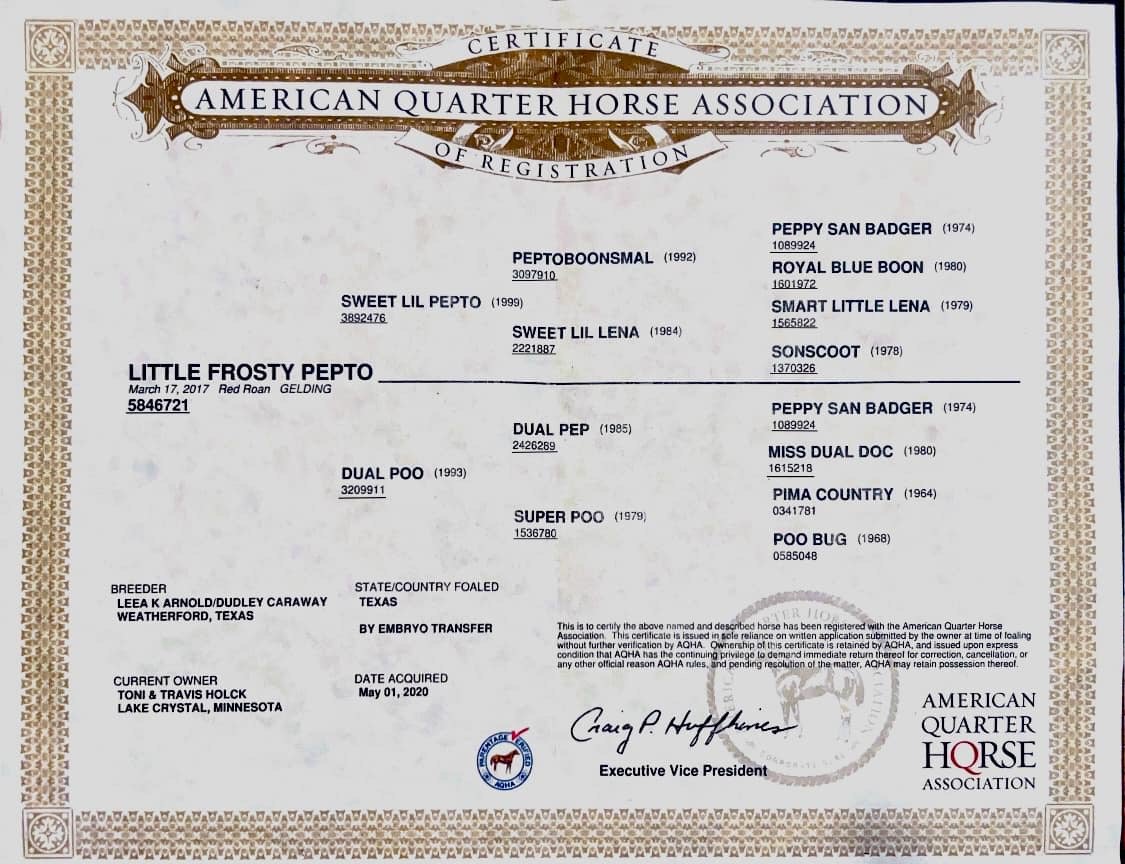 CERTIFICATE
AMERICAN QUARTER HORSE ASSOCIATION
OF REGISTRATION
PEPPY SAN BADGER (1974)
1089924
PEPTOBOONSMAL (1992)
3097910
ROYAL BLUE BOON (1980)
1601972
SWEET LIL PEPTO (1999)
3892476
SMART LITTLE LENA (1979)
1565822
SWEET LIL LENA (1984)
2221887
SONSCOOT (1978)
1370326
LITTLE FROSTY PEPTO
March 17, 2017 Red Roan GELDING
5846721
PEPPY SAN BADGER (1974)
1089924
DUAL PEP (1985)
2426289
MISS DUAL DOC (1980)
1615218
DUAL POO (1993)
3209911
PIMA COUNTRY (1964)
0341781
SUPER POO (1979)
1536780
POO BUG (1968)
0585048
BREEDER
LEEA K ARNOLD/DUDLEY CARAWAY
WEATHERFORD, TEXAS
STATE/COUNTRY FOALED
TEXAS
BY EMBRYO TRANSFER
CURRENT OWNER
TONI & TRAVIS HOLCK
LAKE CRYSTAL, MINNESOTA
DATE ACQUIRED
May 01, 2020
This is to certify the above named and described horse has been registered with the American Quarter Horse
Association. This certificate is issued in sole reliance on written application submitted by the owner at time of foaling
without further verification by AQHA. Ownership of this certificate is retained by AQHA, and issued upon express
condition that AQHA has the continuing privilege to demand immediate return thereof for correction, cancellation, or
any other official reason AQHA rules, and pending resolution of the matter, AQHA may retain possession thereof.
PARENTAGE VERIFIED
AQHA
Craig P. Huffhines
Executive Vice President
AMERICAN
QUARTER
HORSE
ASSOCIATION